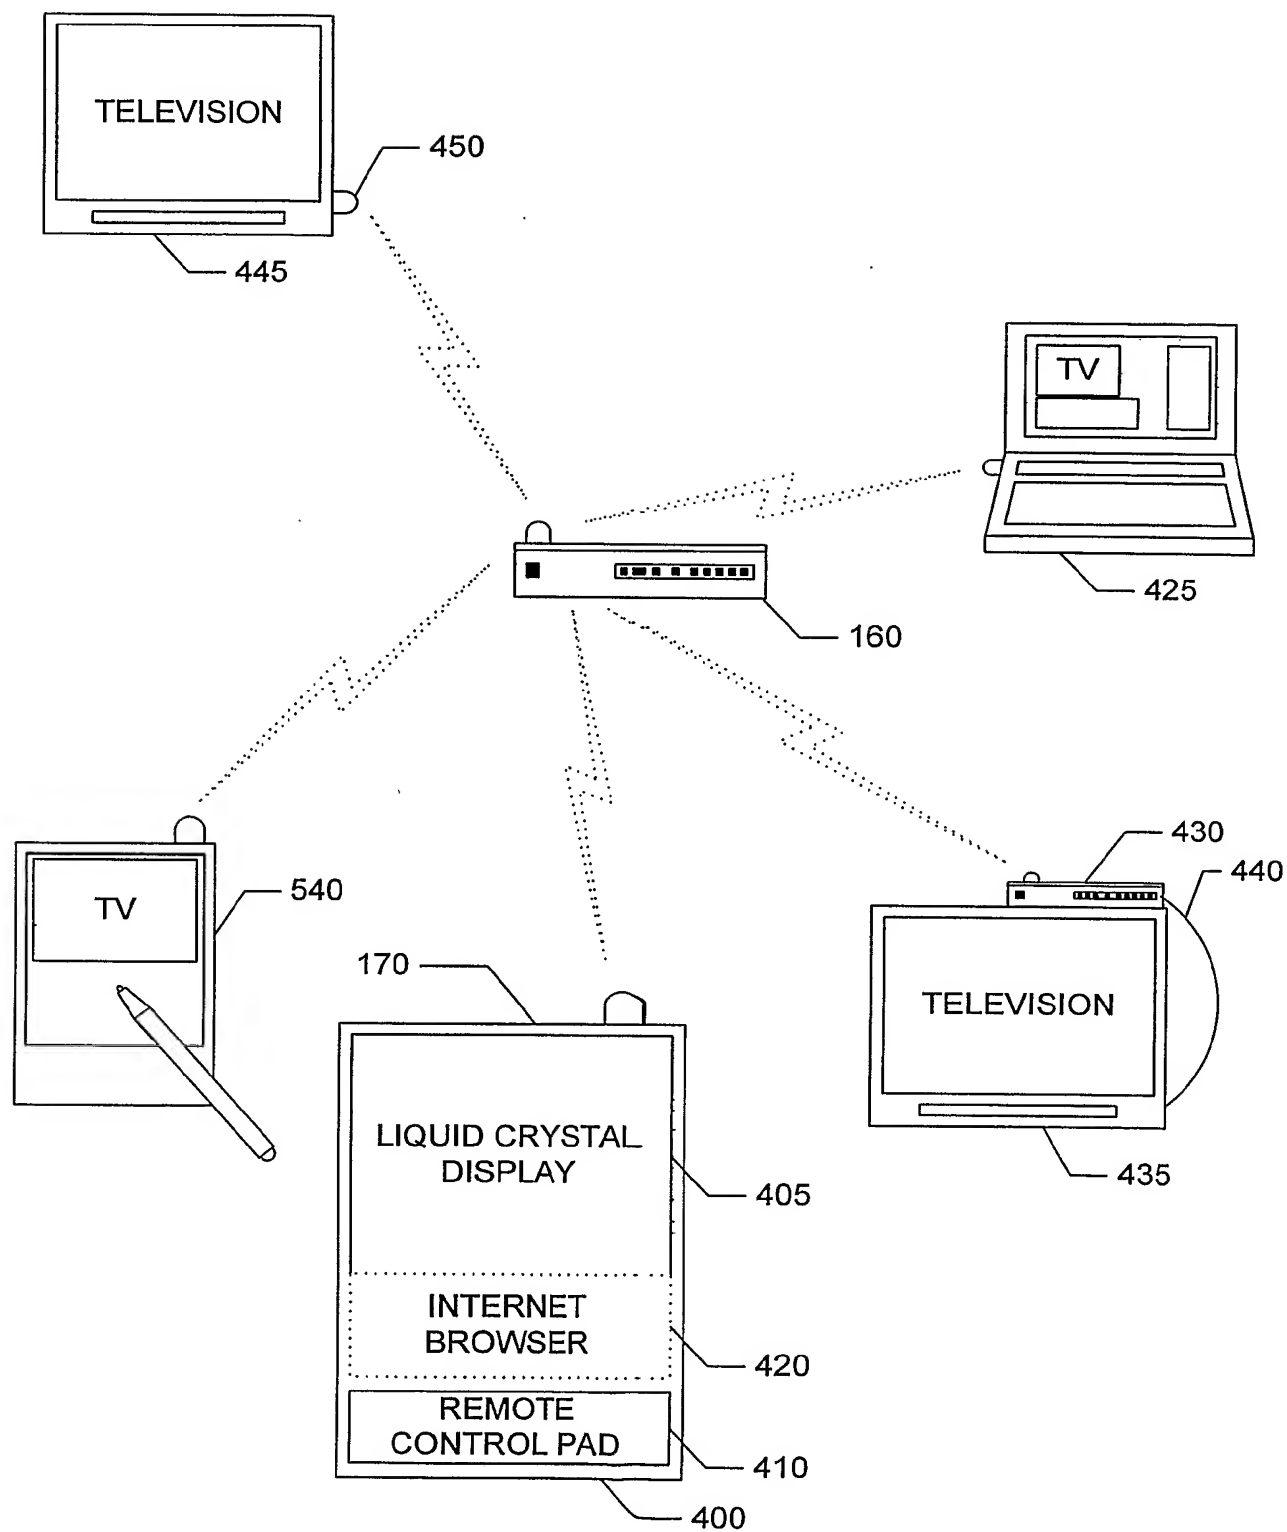 TELEVISION
450
445
TV
425
160
430
440
TV
540
170
TELEVISION
LIQUID CRYSTAL
DISPLAY
405
435
INTERNET
BROWSER
420
REMOTE
CONTROL PAD
410
400